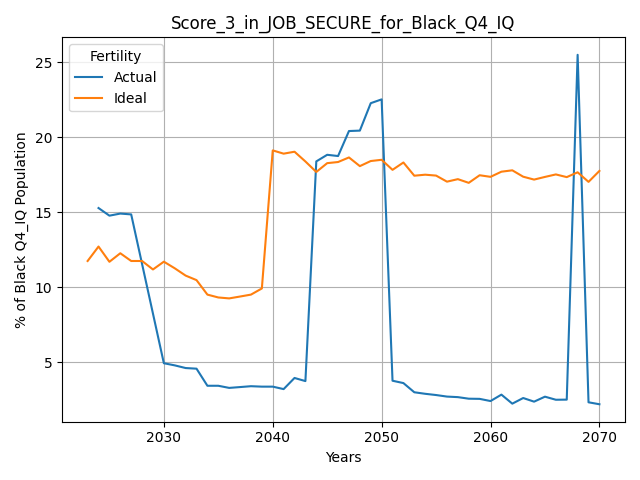 Score_3_in_JOB_SECURE_for_Black_Q4_IQ
Fertility
Actual
Ideal
% of Black Q4_IQ Population
25
20
15
10
5
2030 2040 2050 2060 2070
Years